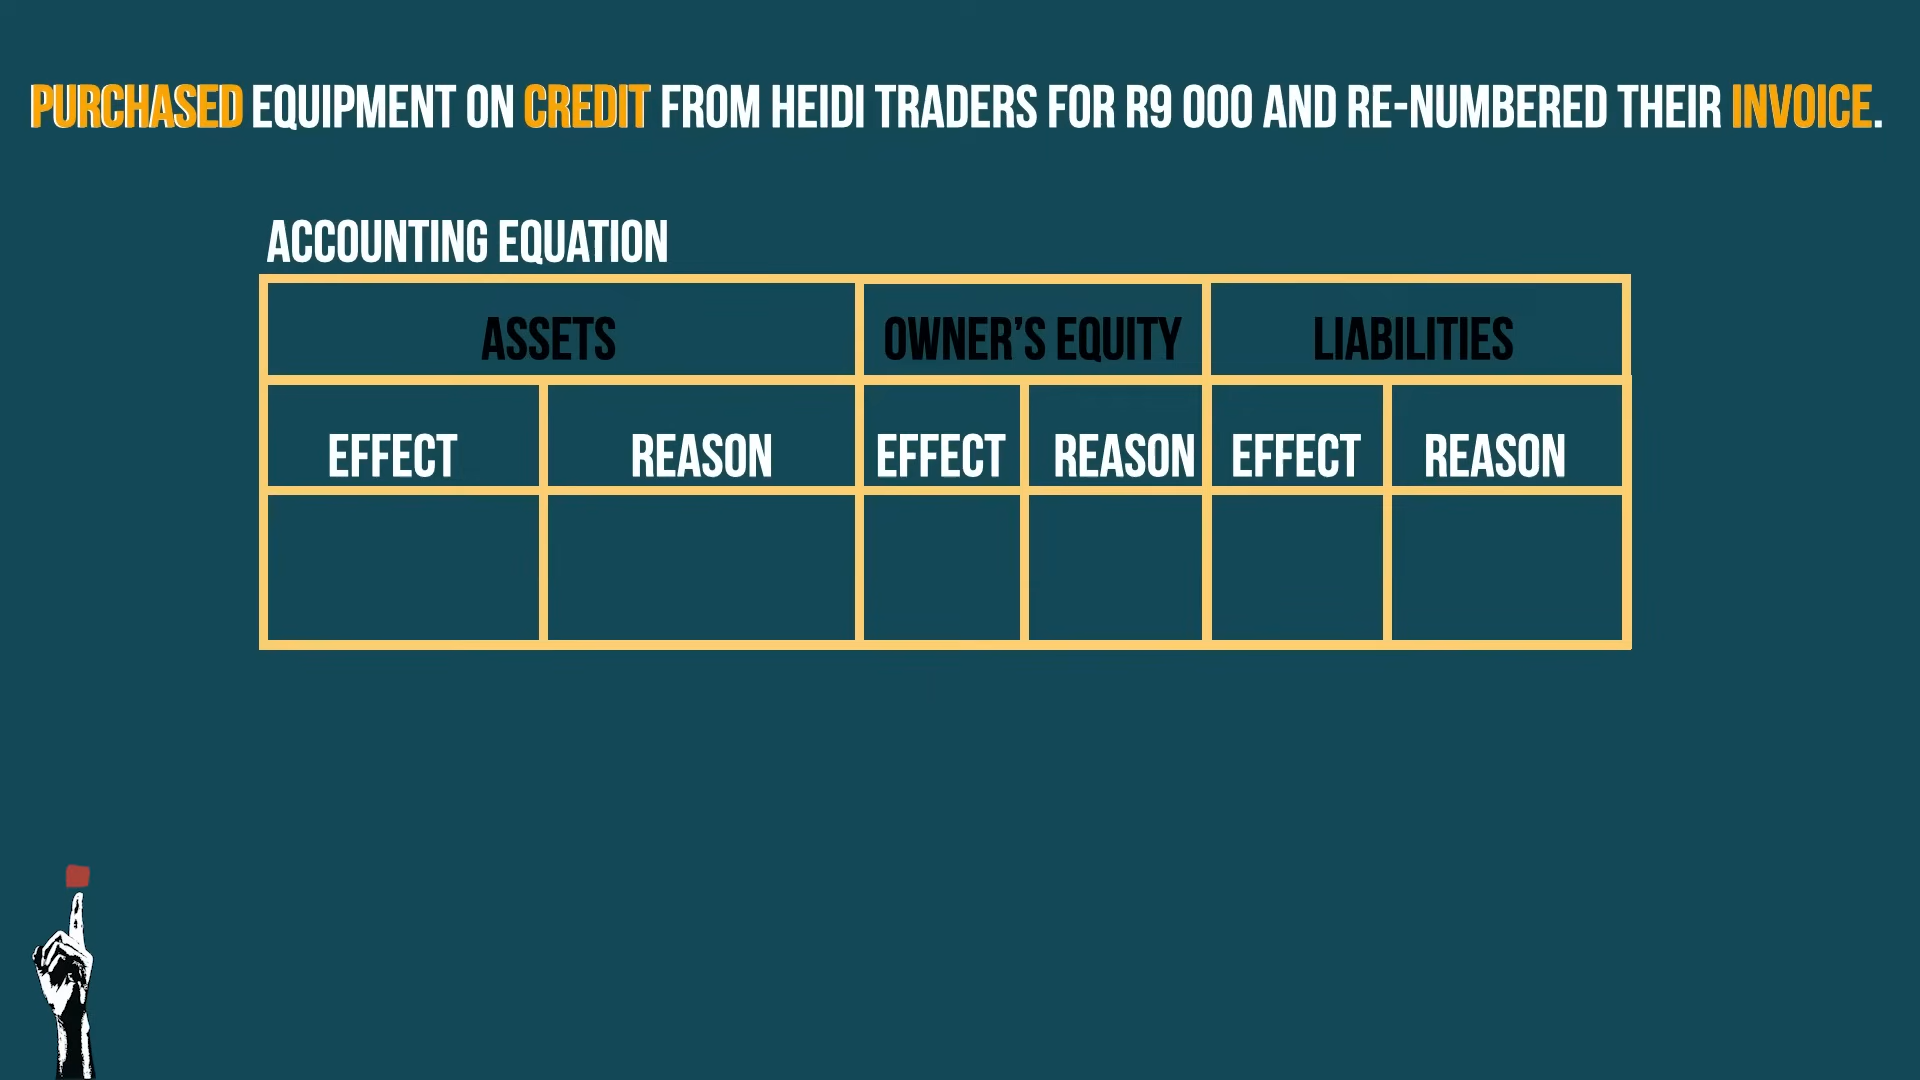 PURCHASED EQUIPMENT ON CREDIT FROM HEIDI TRADERS FOR R9 000 AND RE-NUMBERED THEIR INVOICE.
ACCOUNTING EQUATION
ASSETS OWNER'S EQUITY LIABILITIES
EFFECT REASON EFFECT REASON EFFECT REASON